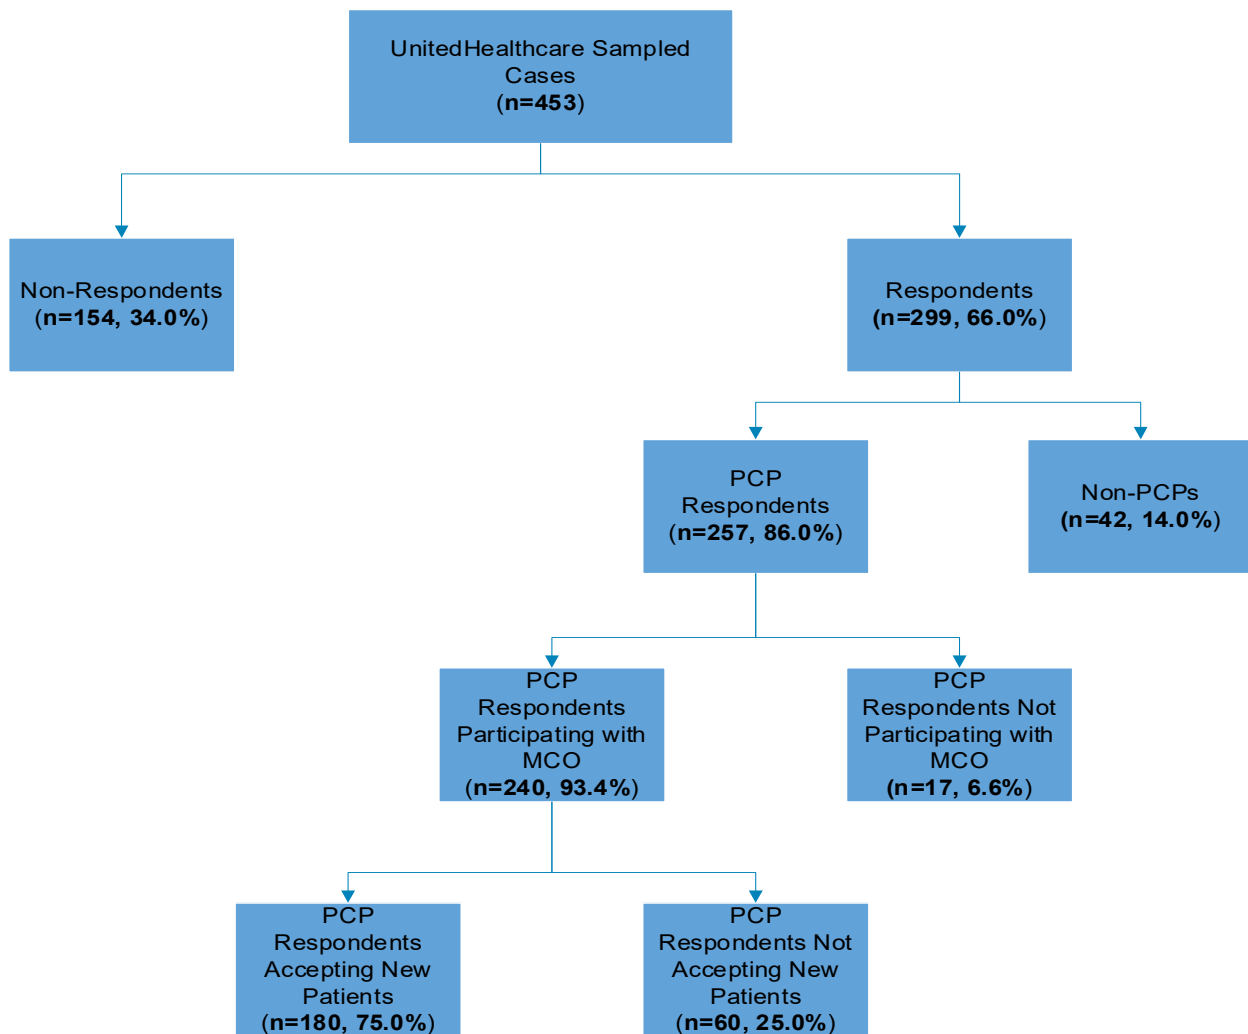 UnitedHealthcare Sampled
Cases
(n=453)
Non-Respondents
(n=154, 34.0%)
Respondents
(n=299, 66.0%)
PCP
Respondents
(n=257, 86.0%)
Non-PCPs
(n=42, 14.0%)
PCP
Respondents
Participating with
MCO
(n=240, 93.4%)
PCP
Respondents Not
Participating with
MCO
(n=17, 6.6%)
PCP
Respondents
Accepting New
Patients
(n=180, 75.0%)
PCP
Respondents Not
Accepting New
Patients
(n=60, 25.0%)